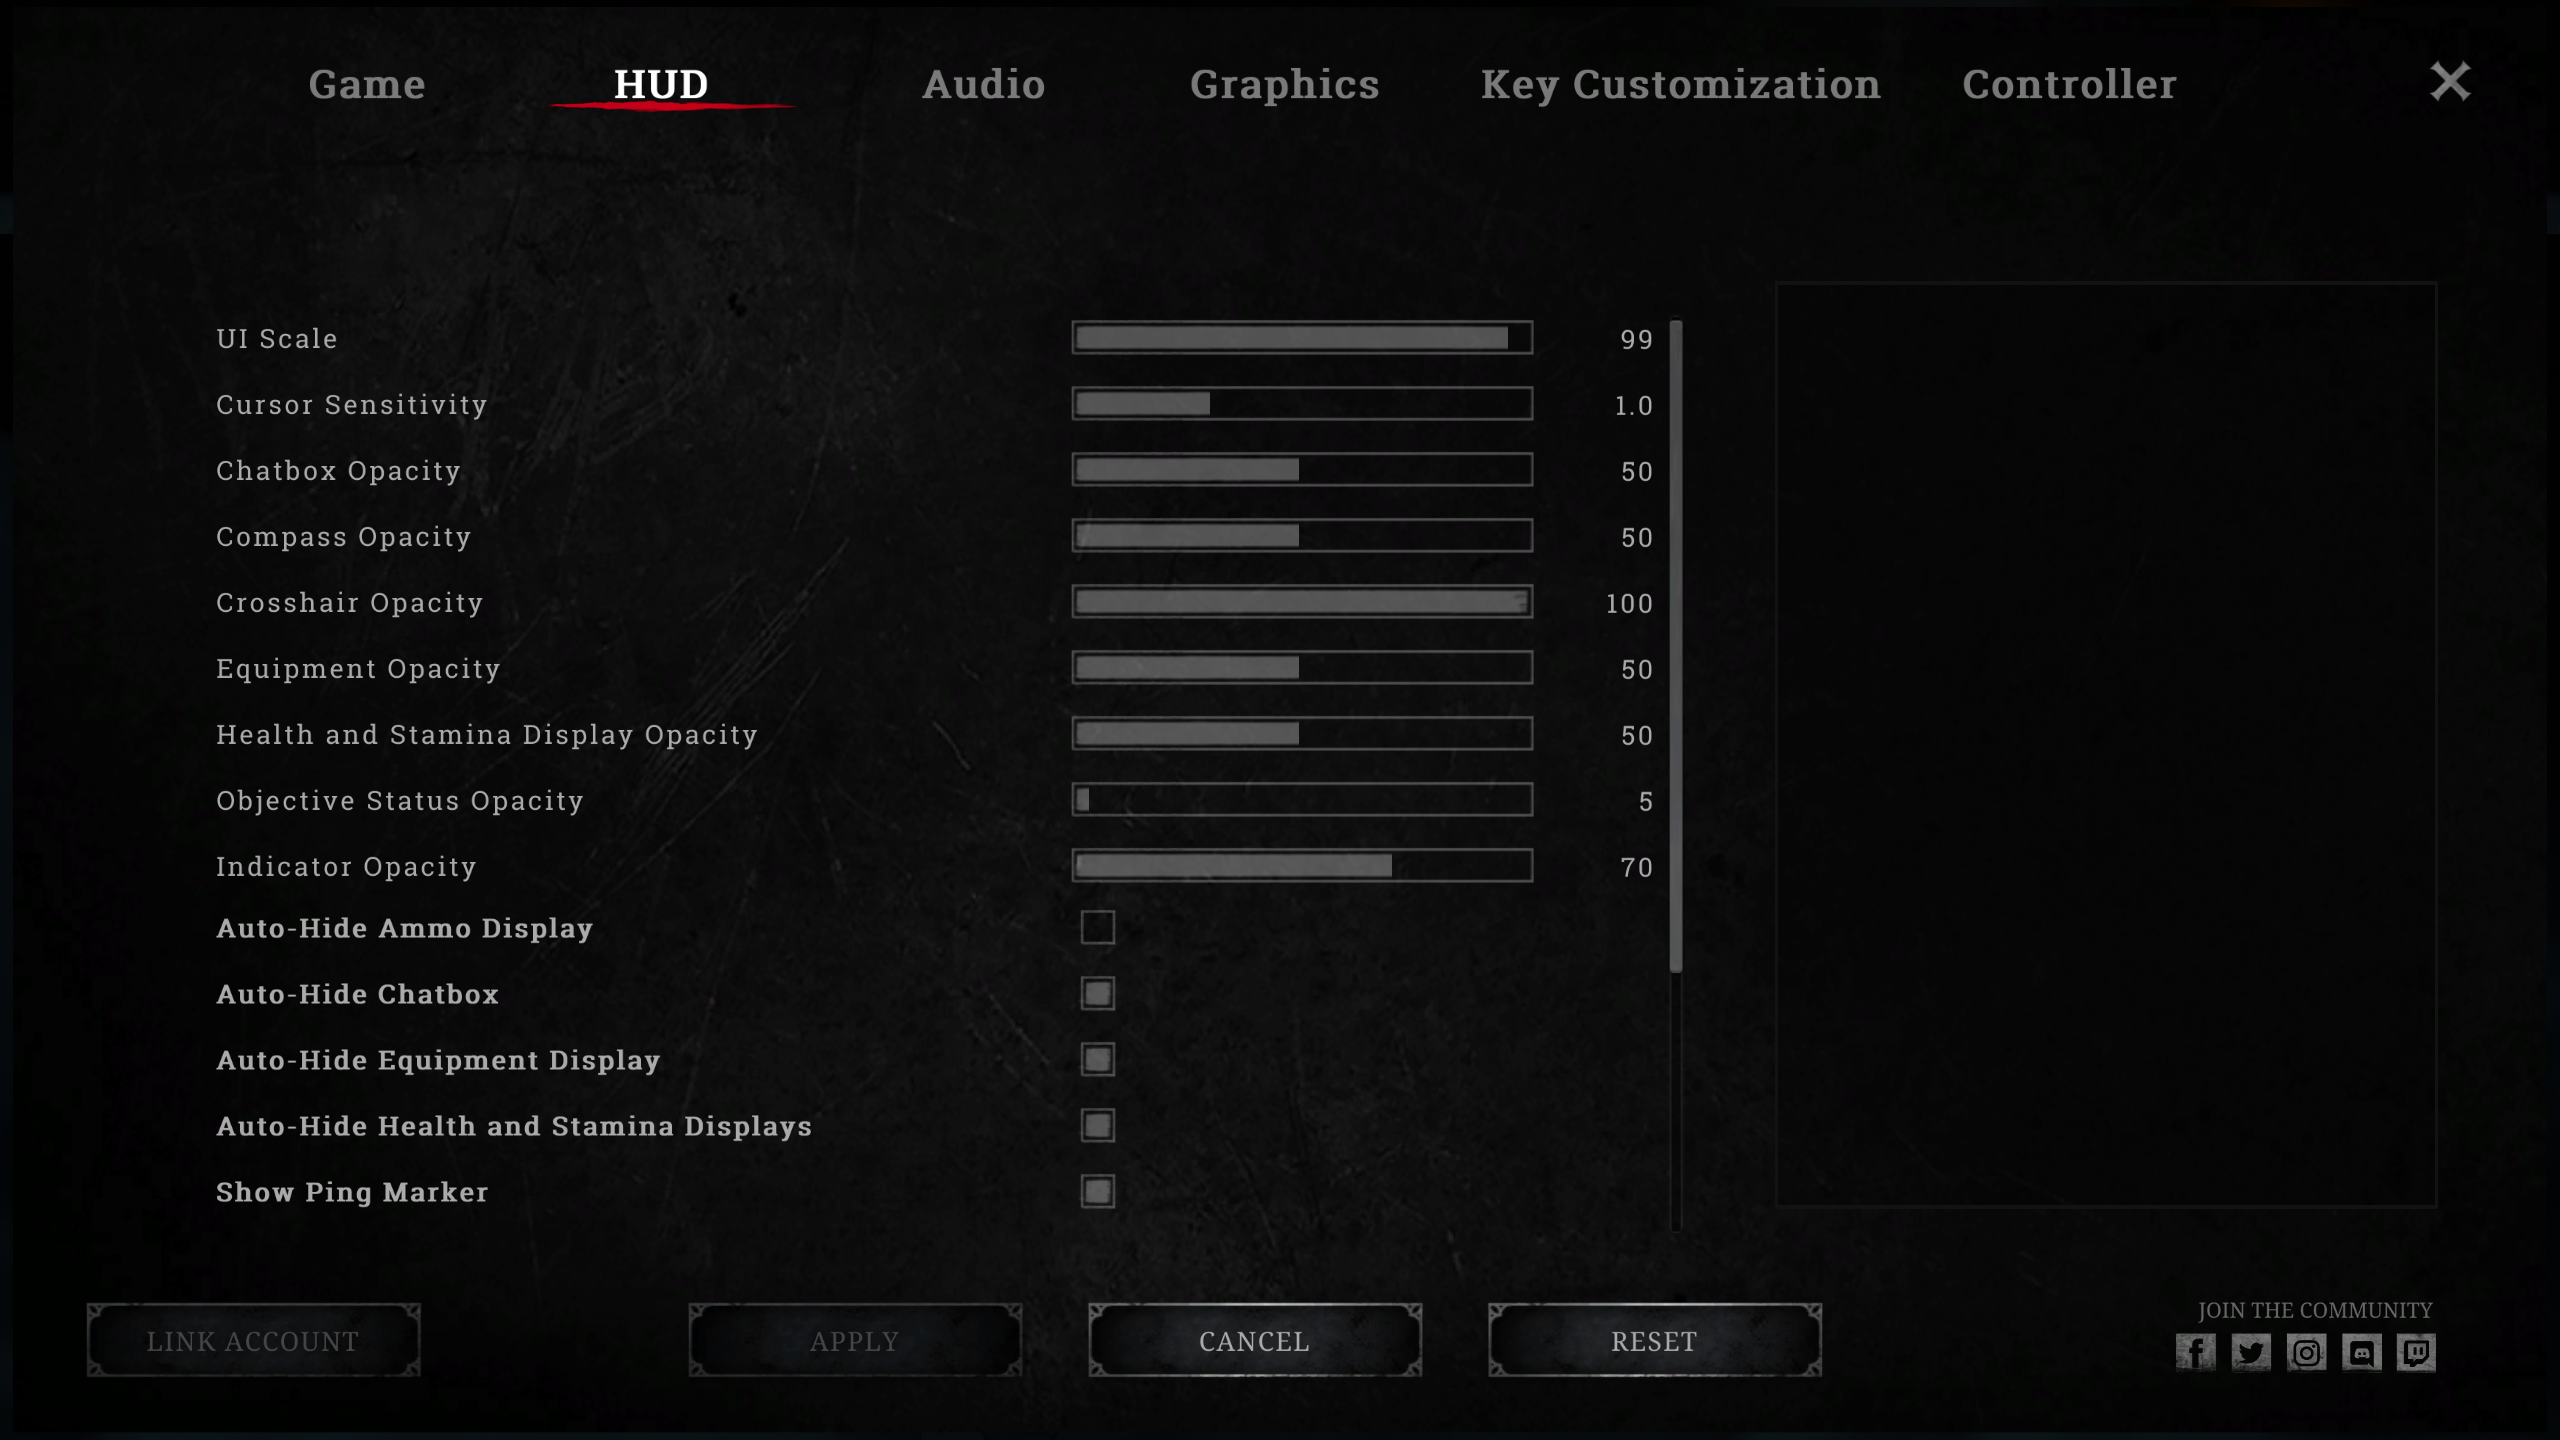 Game HUD Audio Graphics Key Customization Controller
UI Scale 99
Cursor Sensitivity 1.0
Chatbox Opacity 50
Compass Opacity 50
Crosshair Opacity 100
Equipment Opacity 50
Health and Stamina Display Opacity 50
Objective Status Opacity 5
Indicator Opacity 70
Auto-Hide Ammo Display
Auto-Hide Chatbox
Auto-Hide Equipment Display
Auto-Hide Health and Stamina Displays
Show Ping Marker
LINK ACCOUNT APPLY CANCEL RESET
JOIN THE COMMUNITY